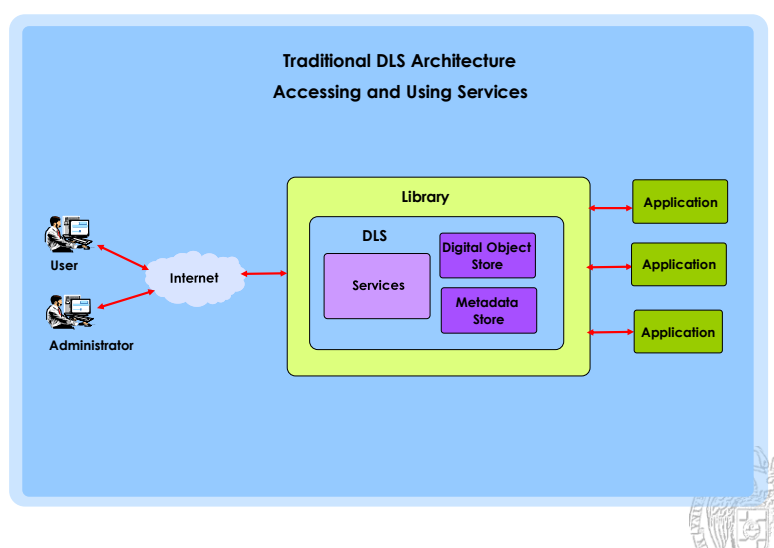 Traditional DLS Architecture
Accessing and Using Services
Library
DLS
Services
Digital Object
Store
Metadata
Store
User
Administrator
Internet
Application
Application
Application